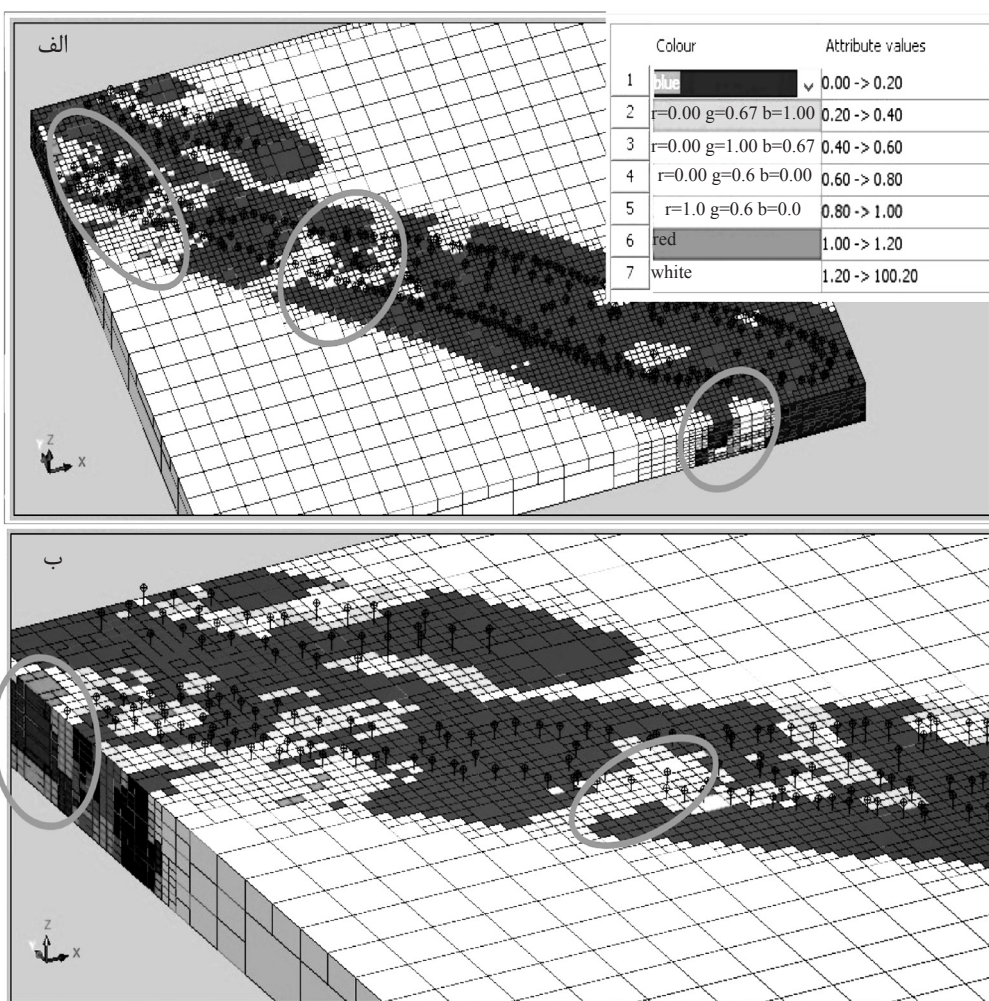 الف
Colour Attribute values
1 blue 0.00 -> 0.20
2 r=0.00 g=0.67 b=1.00 0.20 -> 0.40
3 r=0.00 g=1.00 b=0.67 0.40 -> 0.60
4 r=0.00 g=0.6 b=0.00 0.60 -> 0.80
5 r=1.0 g=0.6 b=0.0 0.80 -> 1.00
6 red 1.00 -> 1.20
7 white 1.20 -> 100.20
Z
X
ب
Z
X